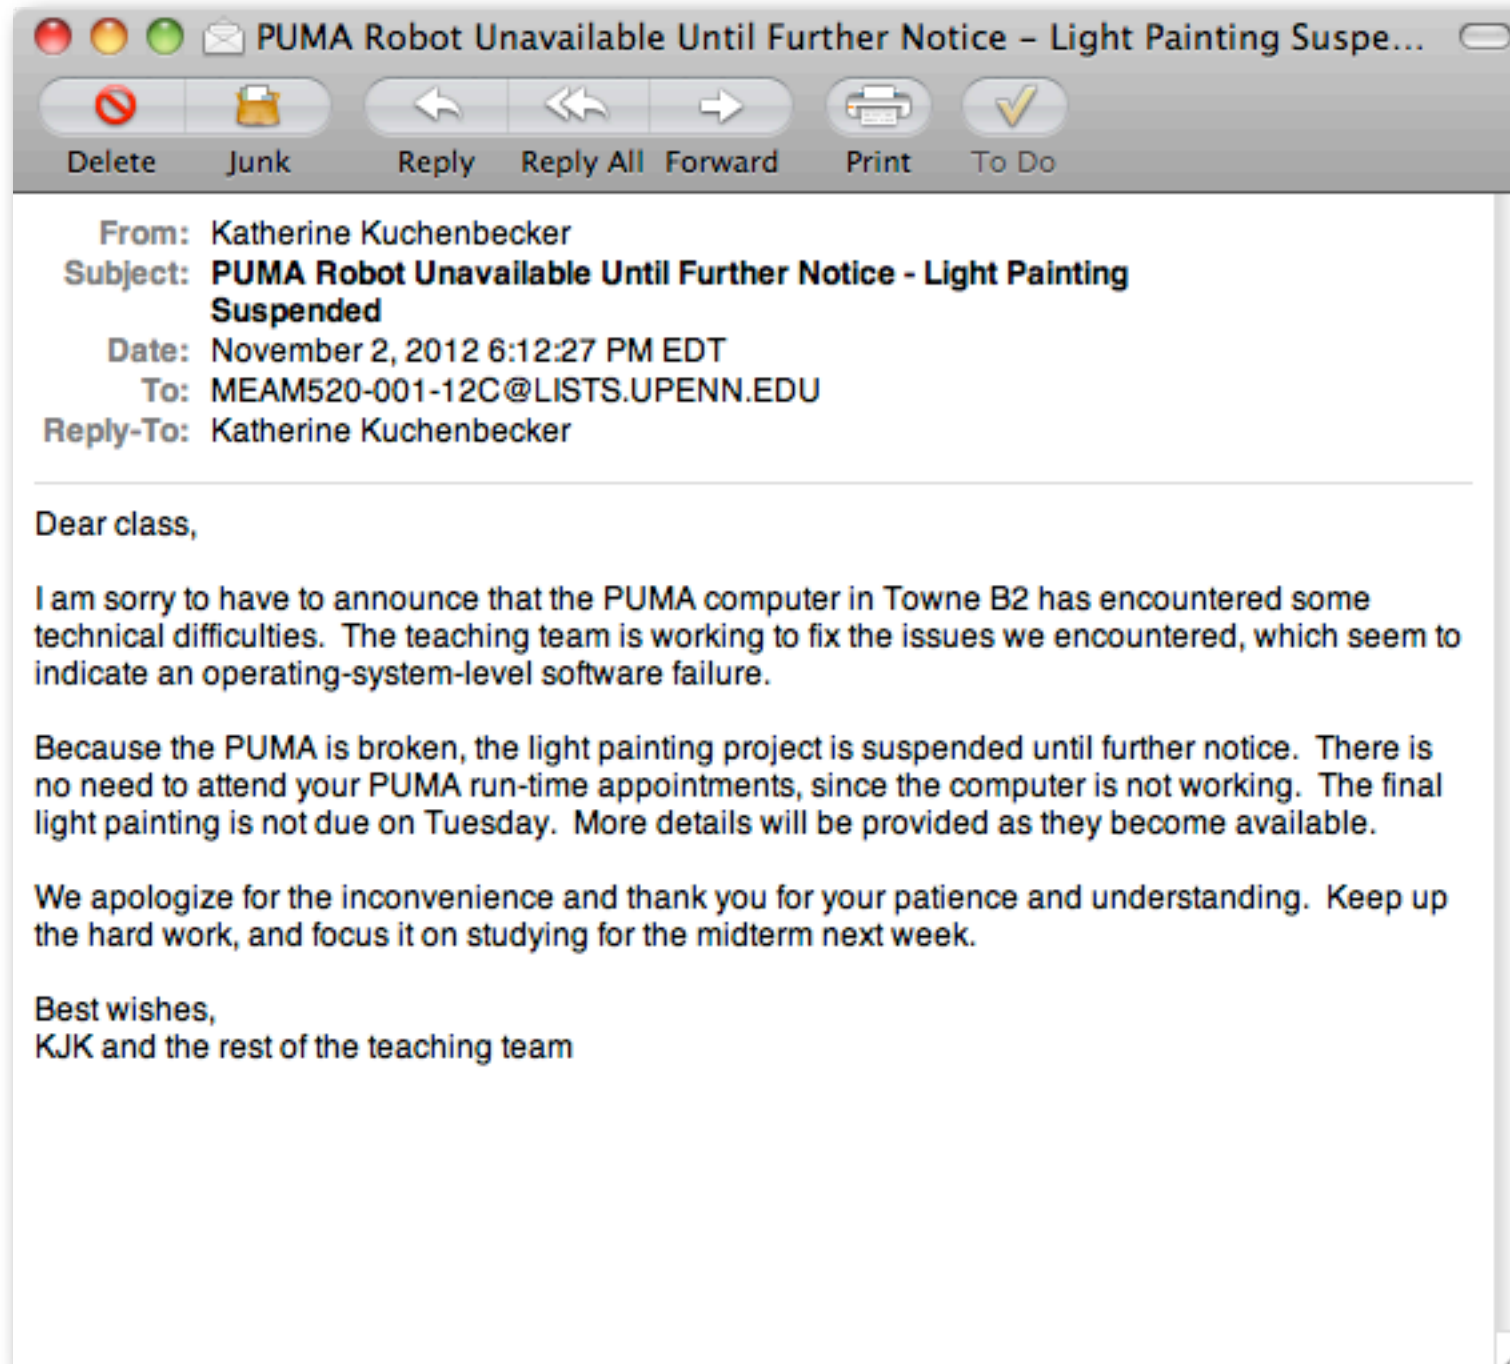 PUMA Robot Unavailable Until Further Notice – Light Painting Suspe...
Delete Junk Reply Reply All Forward Print To Do
From: Katherine Kuchenbecker
Subject: PUMA Robot Unavailable Until Further Notice - Light Painting
Suspended
Date: November 2, 2012 6:12:27 PM EDT
To: MEAM520-001-12C@LISTS.UPENN.EDU
Reply-To: Katherine Kuchenbecker
Dear class,
I am sorry to have to announce that the PUMA computer in Towne B2 has encountered some
technical difficulties.  The teaching team is working to fix the issues we encountered, which seem to
indicate an operating-system-level software failure.
Because the PUMA is broken, the light painting project is suspended until further notice.  There is
no need to attend your PUMA run-time appointments, since the computer is not working.  The final
light painting is not due on Tuesday.  More details will be provided as they become available.
We apologize for the inconvenience and thank you for your patience and understanding.  Keep up
the hard work, and focus it on studying for the midterm next week.
Best wishes,
KJK and the rest of the teaching team